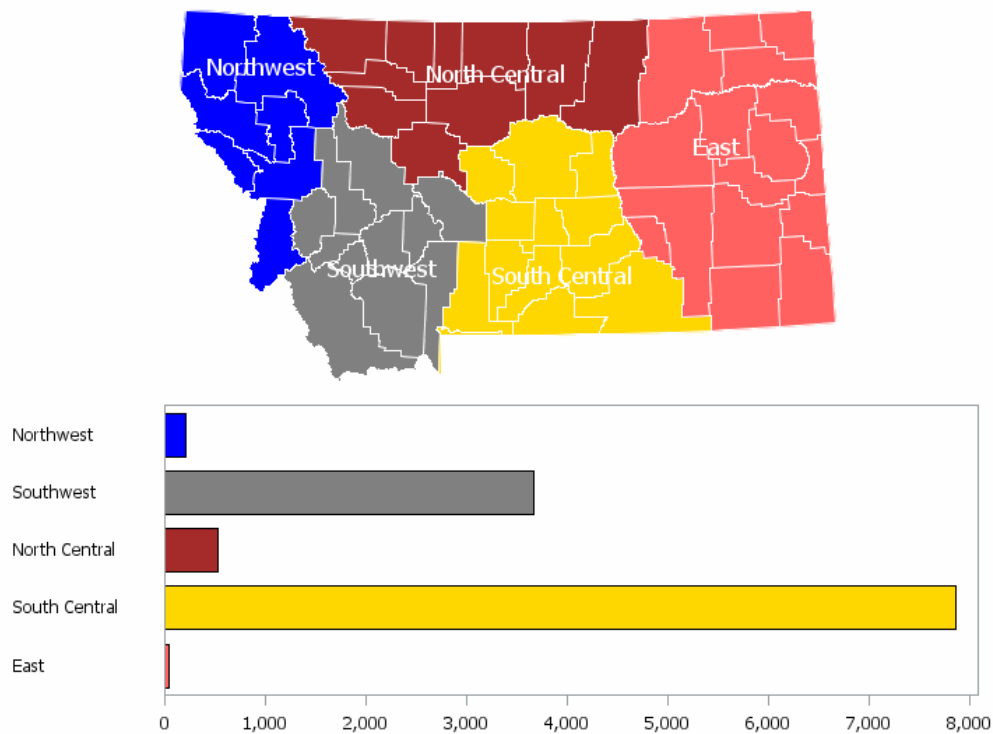 Northwest
North Central
East
Southwest
South Central
Northwest
Southwest
North Central
South Central
East
0 1,000 2,000 3,000 4,000 5,000 6,000 7,000 8,000